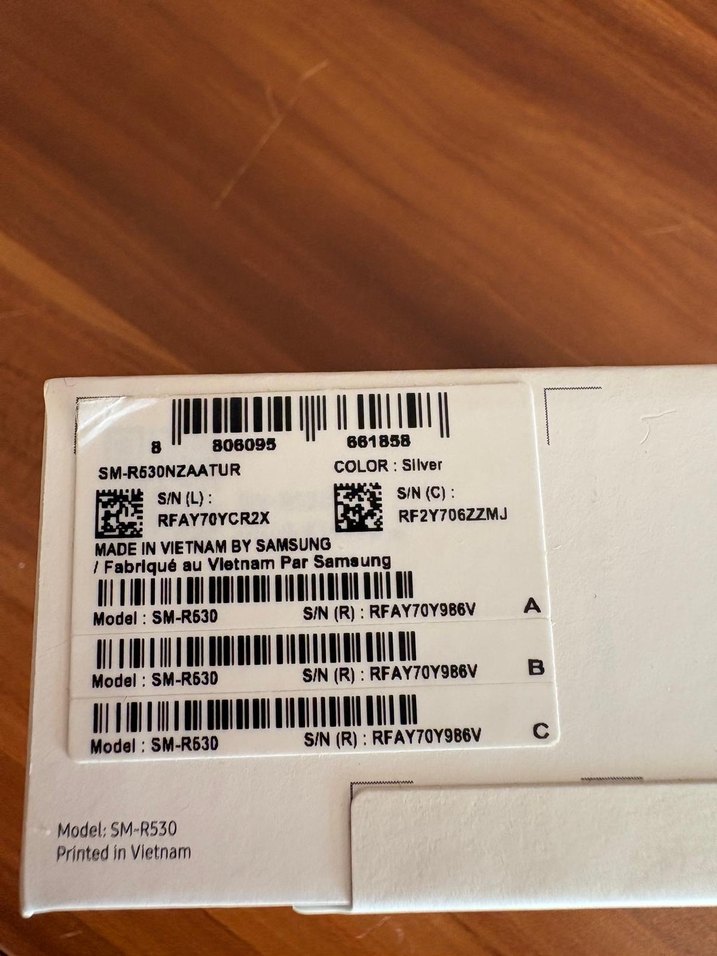 8 806095 661858
SM-R530NZAATUR COLOR : Silver
S/N (L) : S/N (C) :
RFAY70YCR2X RF2Y706ZZMJ
MADE IN VIETNAM BY SAMSUNG
/ Fabriqué au Vietnam Par Samsung
Model : SM-R530 S/N (R) : RFAY70Y986V A
Model : SM-R530 S/N (R) : RFAY70Y986V B
Model : SM-R530 S/N (R) : RFAY70Y986V C
Model: SM-R530
Printed in Vietnam